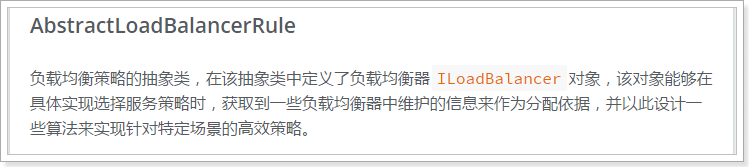 AbstractLoadBalancerRule
负载均衡策略的抽象类，在该抽象类中定义了负载均衡器 ILoadBalancer 对象，该对象能够在
具体实现选择服务策略时，获取到一些负载均衡器中维护的信息来作为分配依据，并以此设计一
些算法来实现针对特定场景的高效策略。